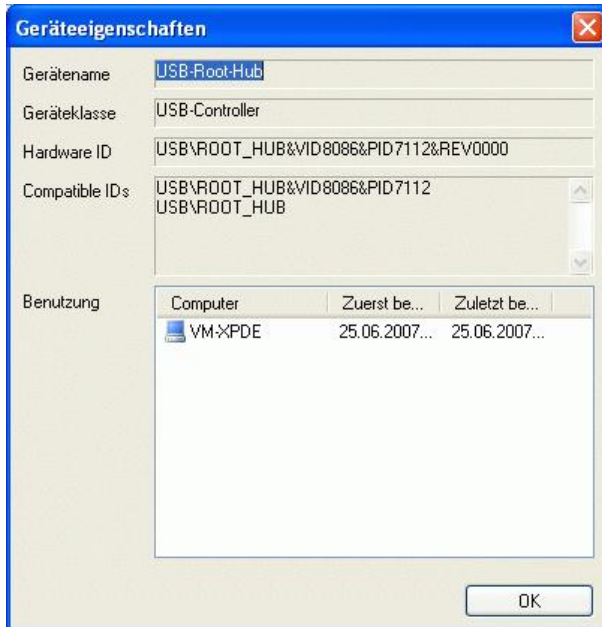 Geräteeigenschaften
Gerätename USB-Root-Hub
Geräteklasse USB-Controller
Hardware ID USB\ROOT_HUB&VID8086&PID7112&REV0000
Compatible IDs USB\ROOT_HUB&VID8086&PID7112
USB\ROOT_HUB
Benutzung Computer Zuerst be... Zuletzt be...
VM-XPDE 25.06.2007... 25.06.2007...
OK